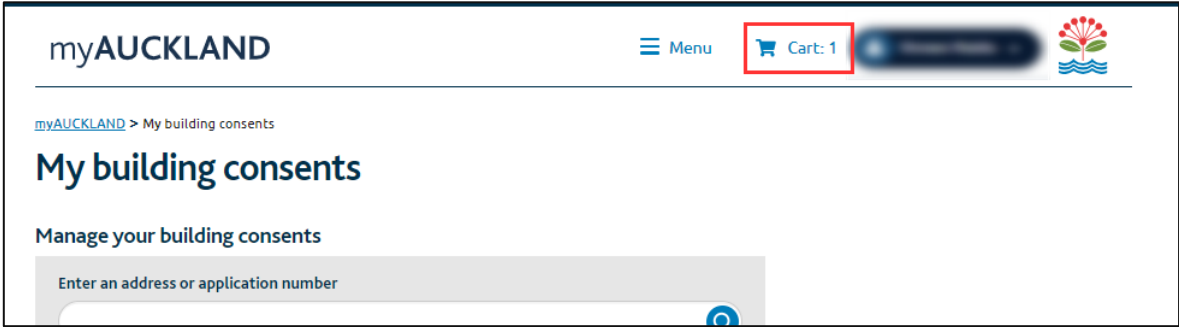 myAUCKLAND Menu Cart: 1
myAUCKLAND > My building consents
My building consents
Manage your building consents
Enter an address or application number